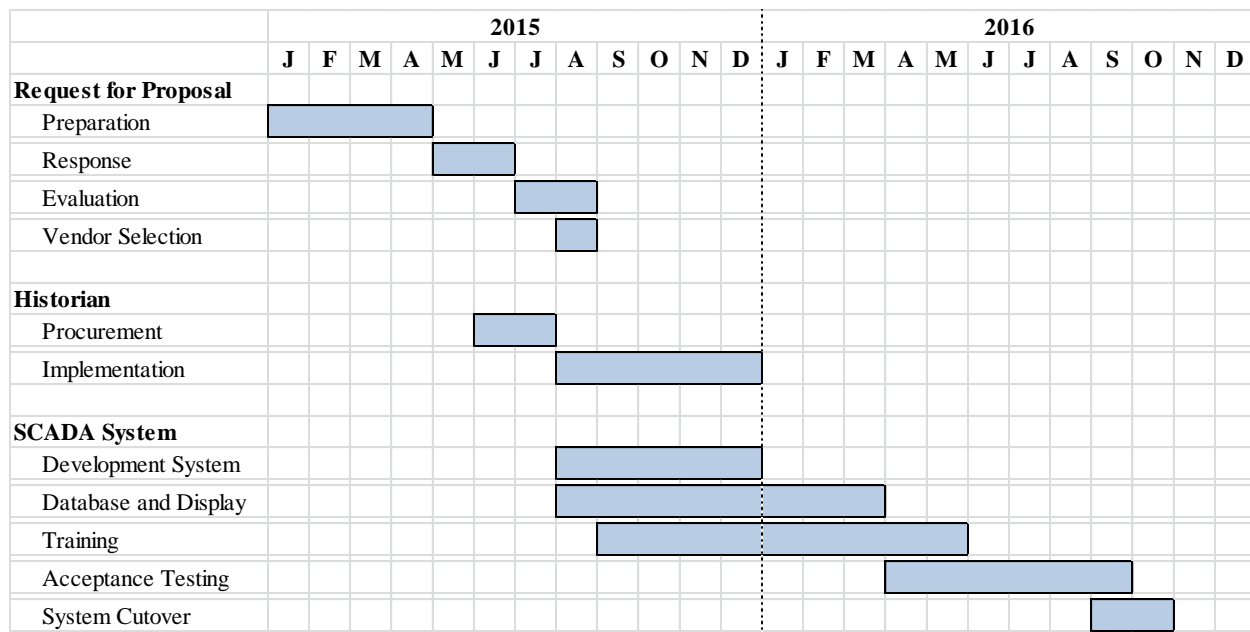 2015 2016
J F M A M J J A S O N D J F M A M J J A S O N D
Request for Proposal
Preparation
Response
Evaluation
Vendor Selection
Historian
Procurement
Implementation
SCADA System
Development System
Database and Display
Training
Acceptance Testing
System Cutover